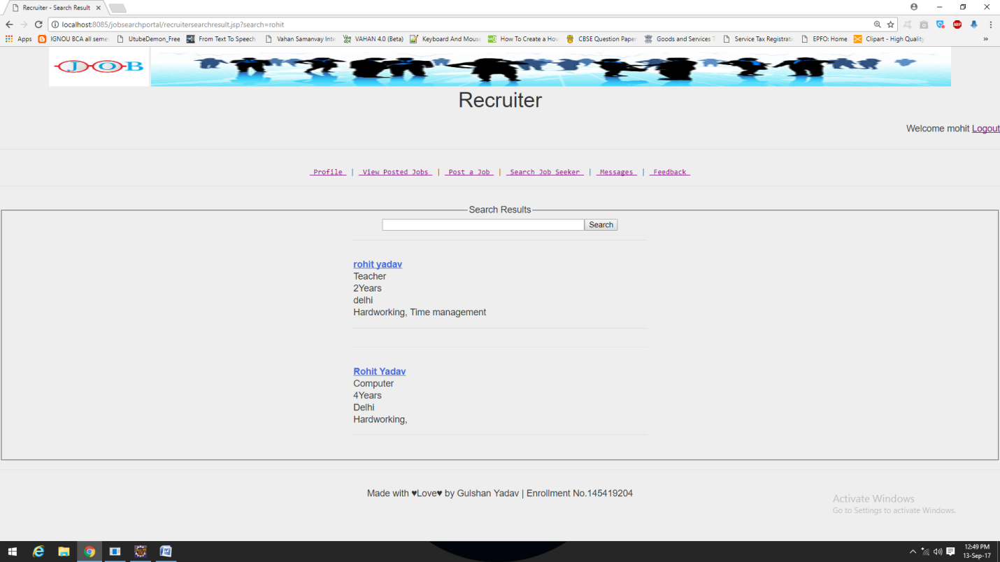 Recruiter - Search Result
localhost:8085/jobsearchportal/recruitersearchresult.jsp?search=rohit
Apps IGNOU BCA all semes UtubeDemon_Free From Text To Speech Vahan Samanvay Inte VAHAN 4.0 (Beta) Keyboard And Mouse How To Create a How CBSE Question Paper Goods and Services T Service Tax Registrati EPFO: Home Clipart - High Quality »
JOB
Recruiter
Welcome mohit Logout
Profile | View Posted Jobs | Post a Job | Search Job Seeker | Messages | Feedback
Search Results
Search
rohit yadav
Teacher
2Years
delhi
Hardworking, Time management
Rohit Yadav
Computer
4Years
Delhi
Hardworking,
Made with ♥Love♥ by Gulshan Yadav | Enrollment No.145419204
Activate Windows
Go to Settings to activate Windows.
12:49 PM
13-Sep-17